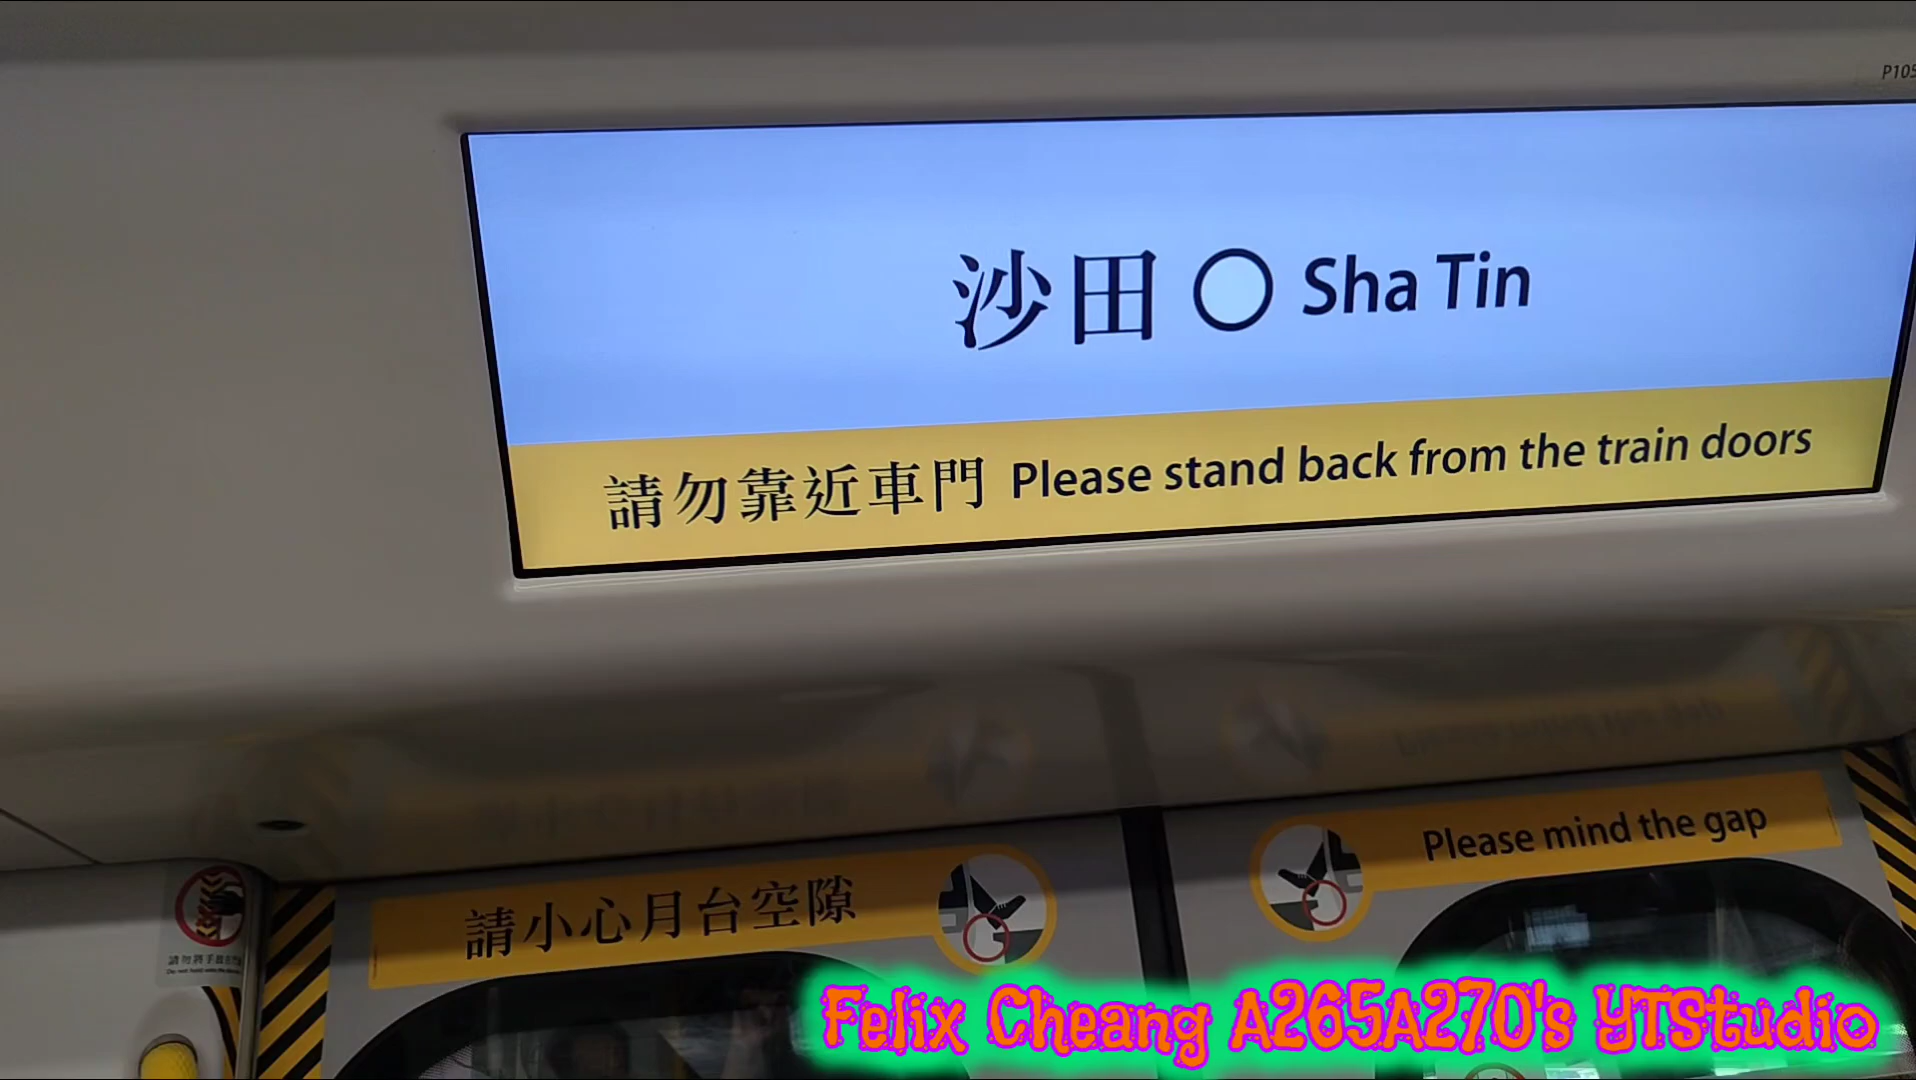 P105
沙田 Sha Tin
請勿靠近車門 Please stand back from the train doors
請小心月台空隙
Please mind the gap
Felix Cheang A265A270's YTStudio